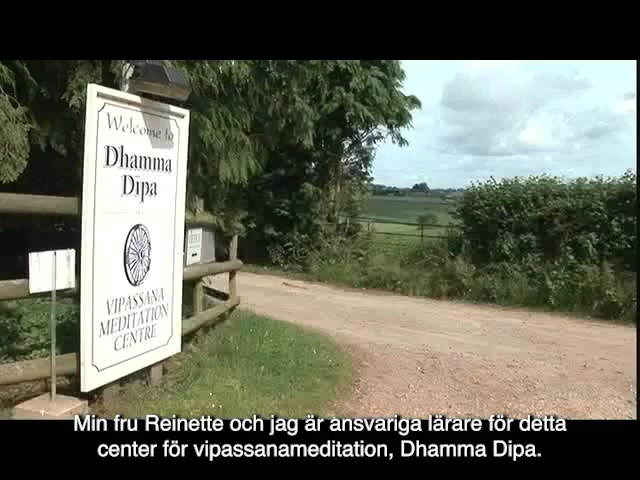 Welcome to
Dhamma
Dipa
VIPASSANA
MEDITATION
CENTRE
Min fru Reinette och jag är ansvariga lärare för detta
center för vipassanameditation, Dhamma Dipa.